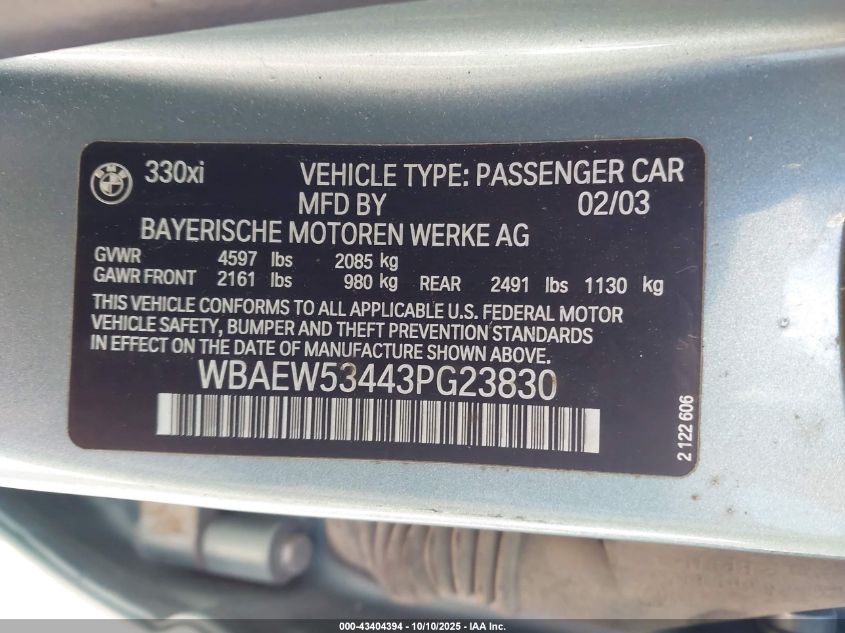 330xi VEHICLE TYPE: PASSENGER CAR
MFD BY 02/03
BAYERISCHE MOTOREN WERKE AG
GVWR 4597 lbs 2085 kg
GAWR FRONT 2161 lbs 980 kg REAR 2491 lbs 1130 kg
THIS VEHICLE CONFORMS TO ALL APPLICABLE U.S. FEDERAL MOTOR
VEHICLE SAFETY, BUMPER AND THEFT PREVENTION STANDARDS
IN EFFECT ON THE DATE OF MANUFACTURE SHOWN ABOVE.
WBAEW53443PG23830
2 122 606
000-43404394 - 10/10/2025 - IAA Inc.